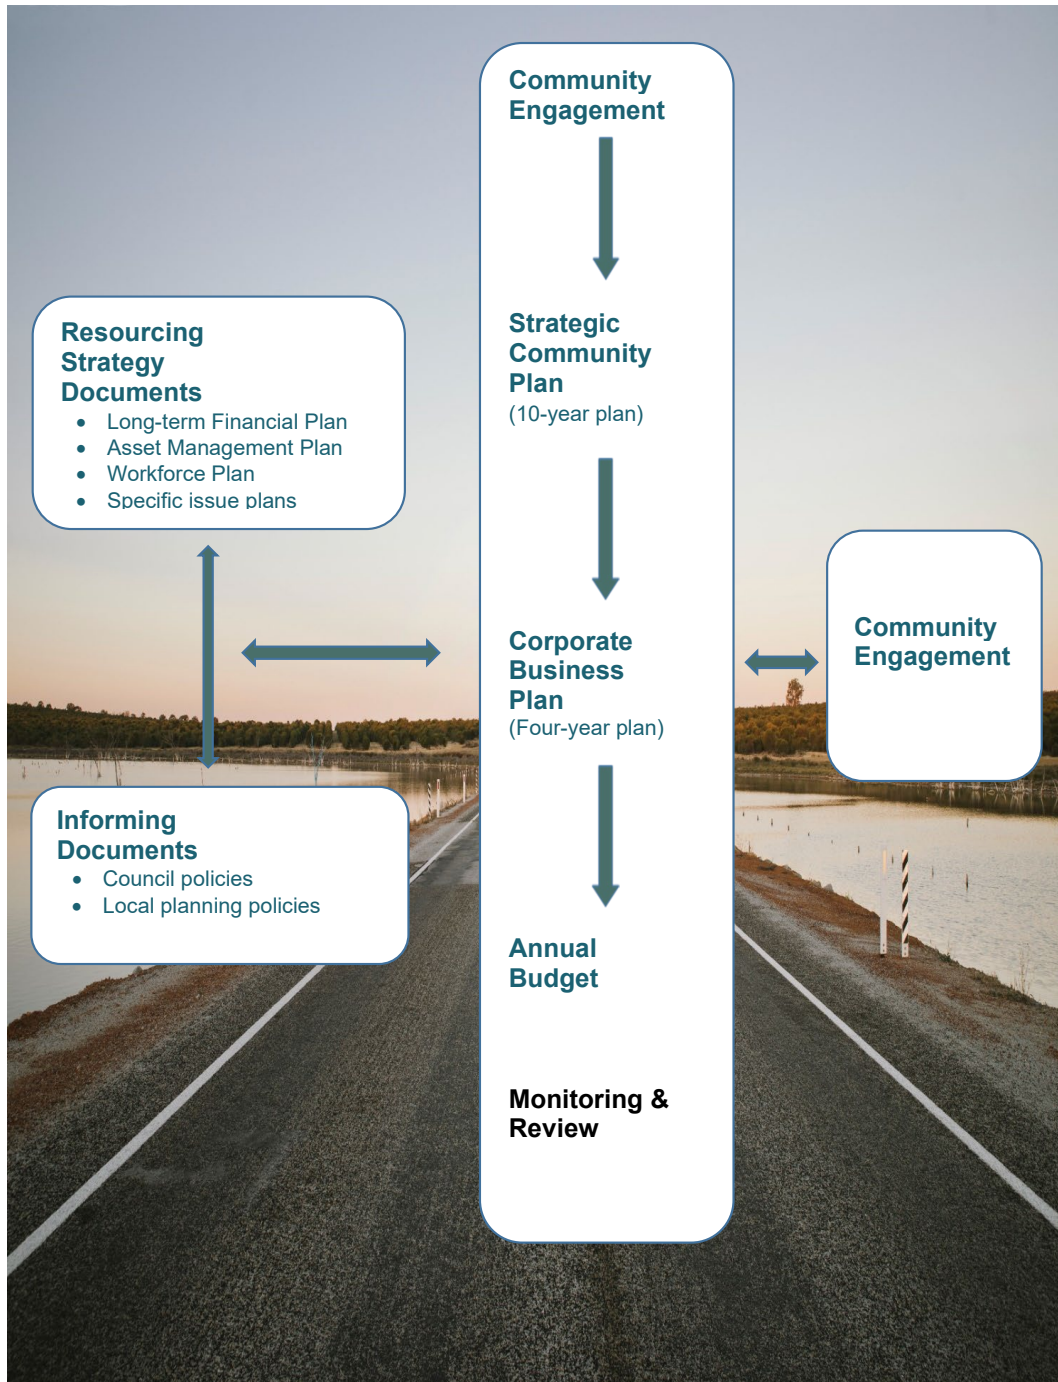 Community
Engagement
Strategic
Community
Plan
(10-year plan)
Corporate
Business
Plan
(Four-year plan)
Annual
Budget
Monitoring &
Review
Resourcing
Strategy
Documents
• Long-term Financial Plan
• Asset Management Plan
• Workforce Plan
• Specific issue plans
Informing
Documents
• Council policies
• Local planning policies
Community
Engagement